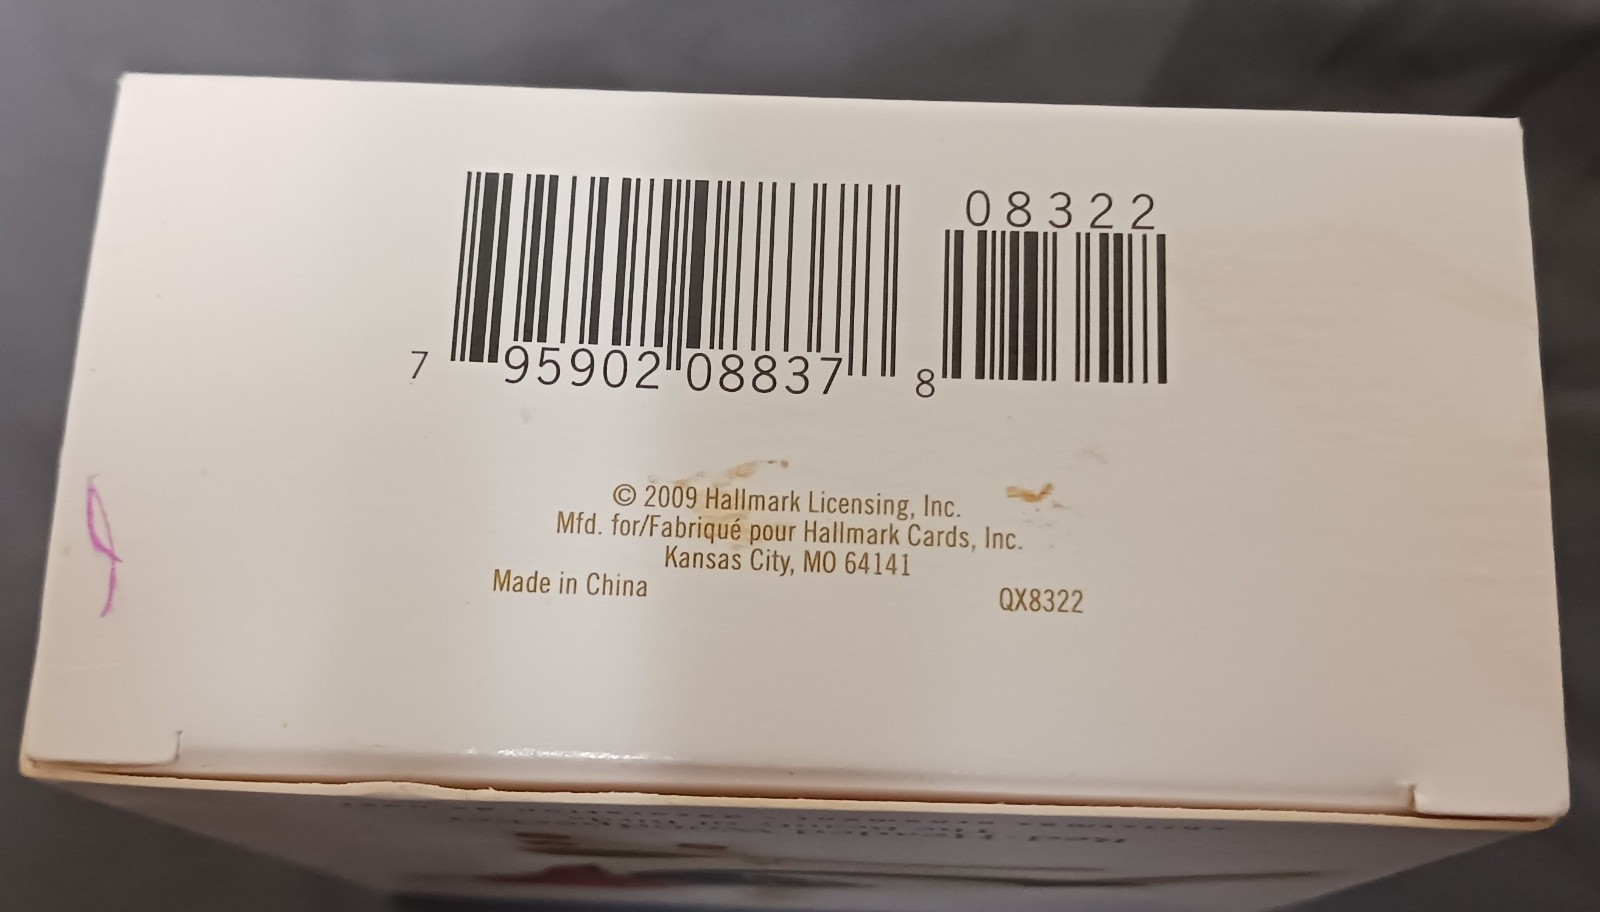 08322
7 95902 08837 8
© 2009 Hallmark Licensing, Inc.
Mfd. for/Fabriqué pour Hallmark Cards, Inc.
Kansas City, MO 64141
Made in China
QX8322